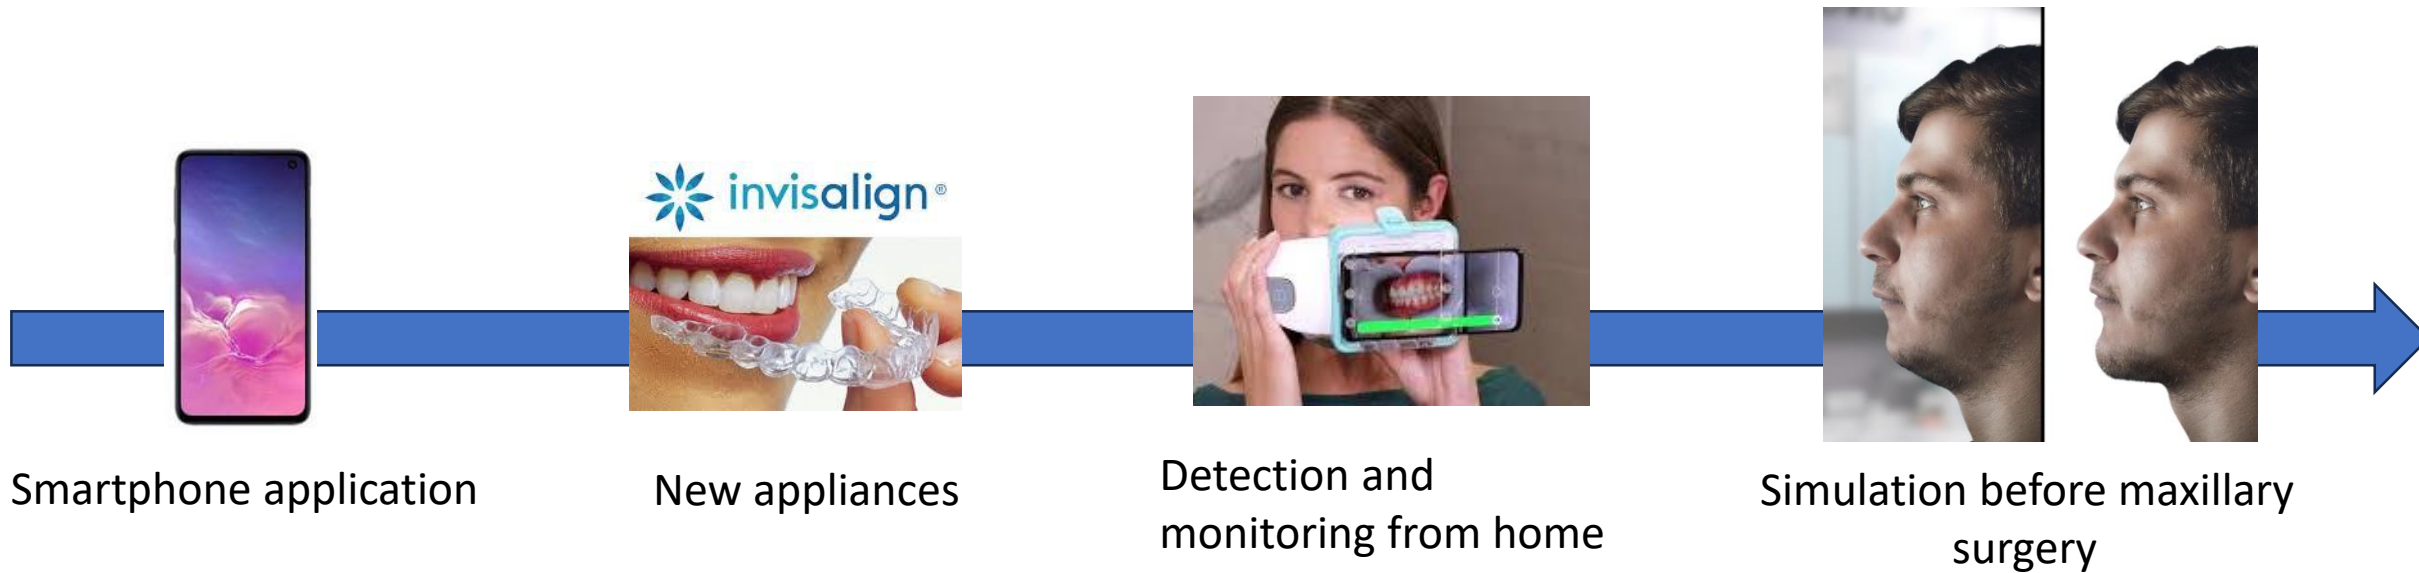 invisalign®
Smartphone application
New appliances
Detection and
monitoring from home
Simulation before maxillary
surgery